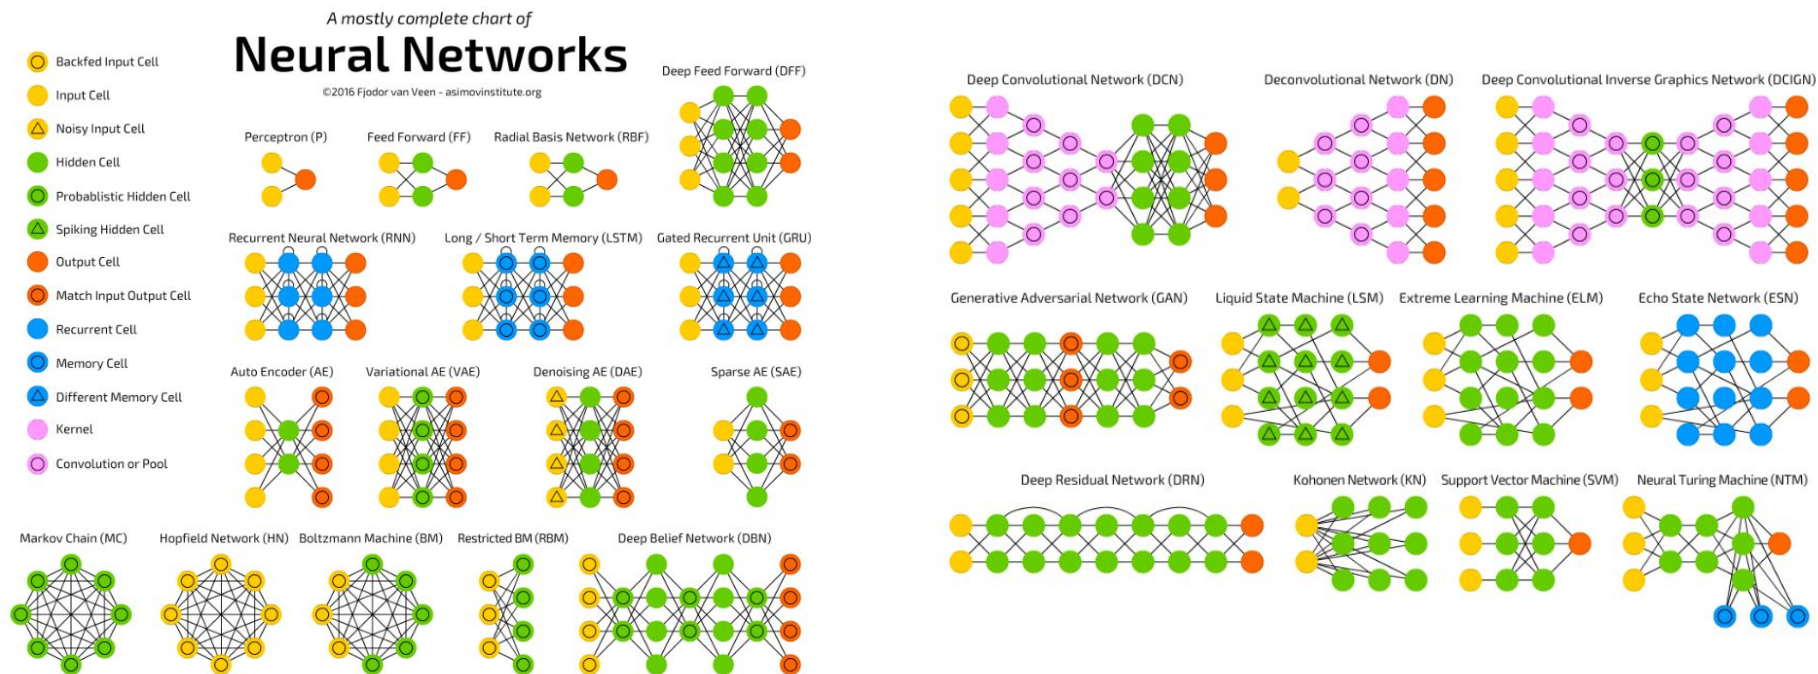 A mostly complete chart of
Neural Networks
©2016 Fjodor van Veen - asimovinstitute.org
Backfed Input Cell
Input Cell
Noisy Input Cell
Hidden Cell
Probablistic Hidden Cell
Spiking Hidden Cell
Output Cell
Match Input Output Cell
Recurrent Cell
Memory Cell
Different Memory Cell
Kernel
Convolution or Pool
Deep Feed Forward (DFF)
Perceptron (P)
Feed Forward (FF)
Radial Basis Network (RBF)
Recurrent Neural Network (RNN)
Long / Short Term Memory (LSTM)
Gated Recurrent Unit (GRU)
Auto Encoder (AE)
Variational AE (VAE)
Denoising AE (DAE)
Sparse AE (SAE)
Markov Chain (MC)
Hopfield Network (HN)
Boltzmann Machine (BM)
Restricted BM (RBM)
Deep Belief Network (DBN)
Deep Convolutional Network (DCN)
Deconvolutional Network (DN)
Deep Convolutional Inverse Graphics Network (DCIGN)
Generative Adversarial Network (GAN)
Liquid State Machine (LSM)
Extreme Learning Machine (ELM)
Echo State Network (ESN)
Deep Residual Network (DRN)
Kohonen Network (KN)
Support Vector Machine (SVM)
Neural Turing Machine (NTM)